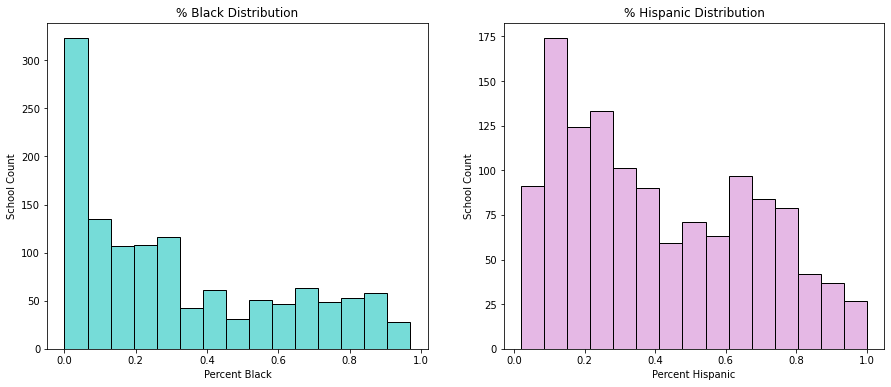 % Black Distribution
300
250
200
150
100
50
0
School Count
0.0 0.2 0.4 0.6 0.8 1.0
Percent Black
% Hispanic Distribution
175
150
125
100
75
50
25
0
School Count
0.0 0.2 0.4 0.6 0.8 1.0
Percent Hispanic